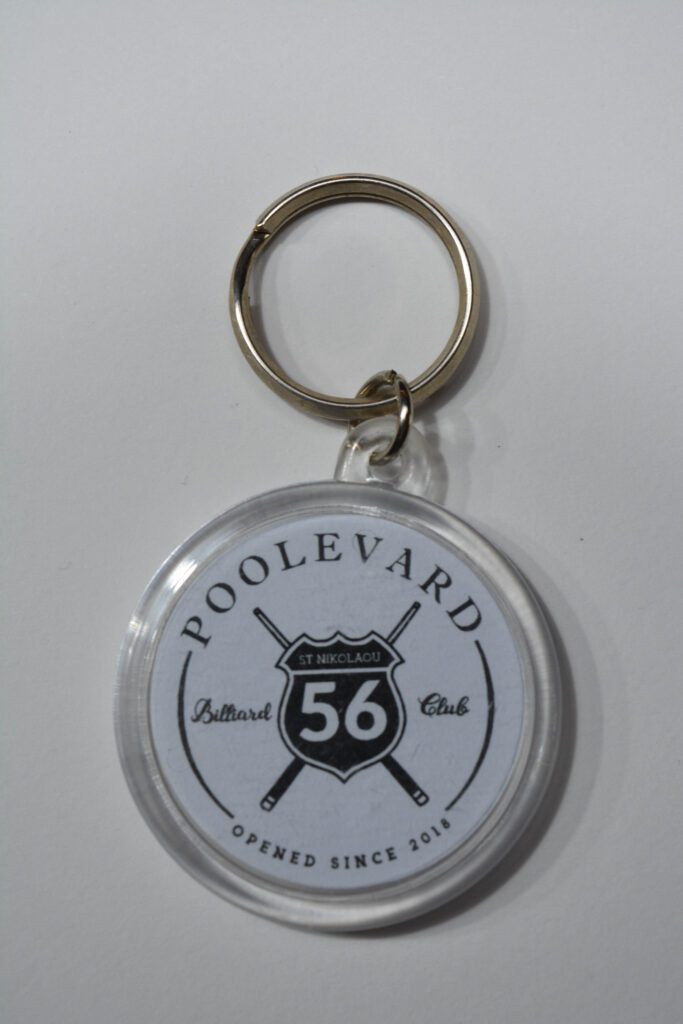 POOLEVARD
ST NIKOLAOU
Billiard 56 Club
OPENED SINCE 2018